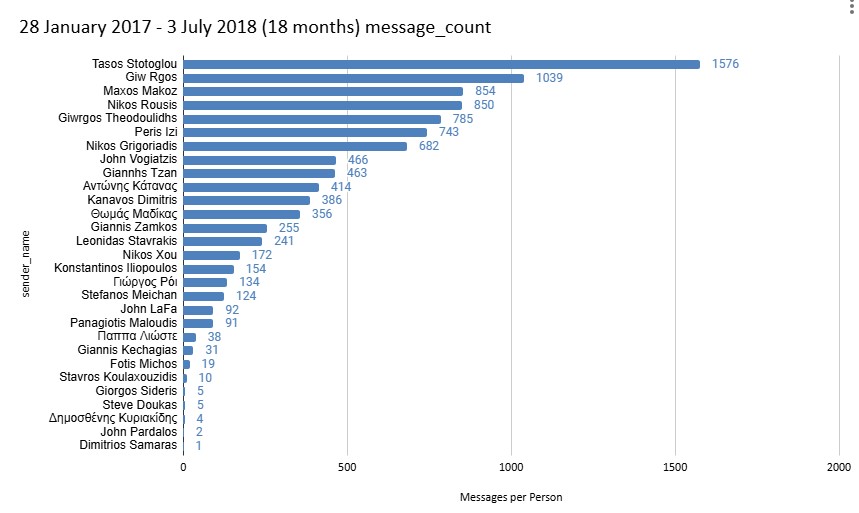 28 January 2017 - 3 July 2018 (18 months) message_count
sender_name
Tasos Stotoglou 1576
Giw Rgos 1039
Maxos Makoz 854
Nikos Rousis 850
Giwrgos Theodoulidhs 785
Peris Izi 743
Nikos Grigoriadis 682
John Vogiatzis 466
Giannhs Tzan 463
Αντώνης Κάτανας 414
Kanavos Dimitris 386
Θωμάς Μαδίκας 356
Giannis Zamkos 255
Leonidas Stavrakis 241
Nikos Xou 172
Konstantinos Iliopoulos 154
Γιώργος Ρόι 134
Stefanos Meichan 124
John LaFa 92
Panagiotis Maloudis 91
Παππα Λιώστε 38
Giannis Kechagias 31
Fotis Michos 19
Stavros Koulaxouzidis 10
Giorgos Sideris 5
Steve Doukas 5
Δημοσθένης Κυριακίδης 4
John Pardalos 2
Dimitrios Samaras 1
0 500 1000 1500 2000
Messages per Person